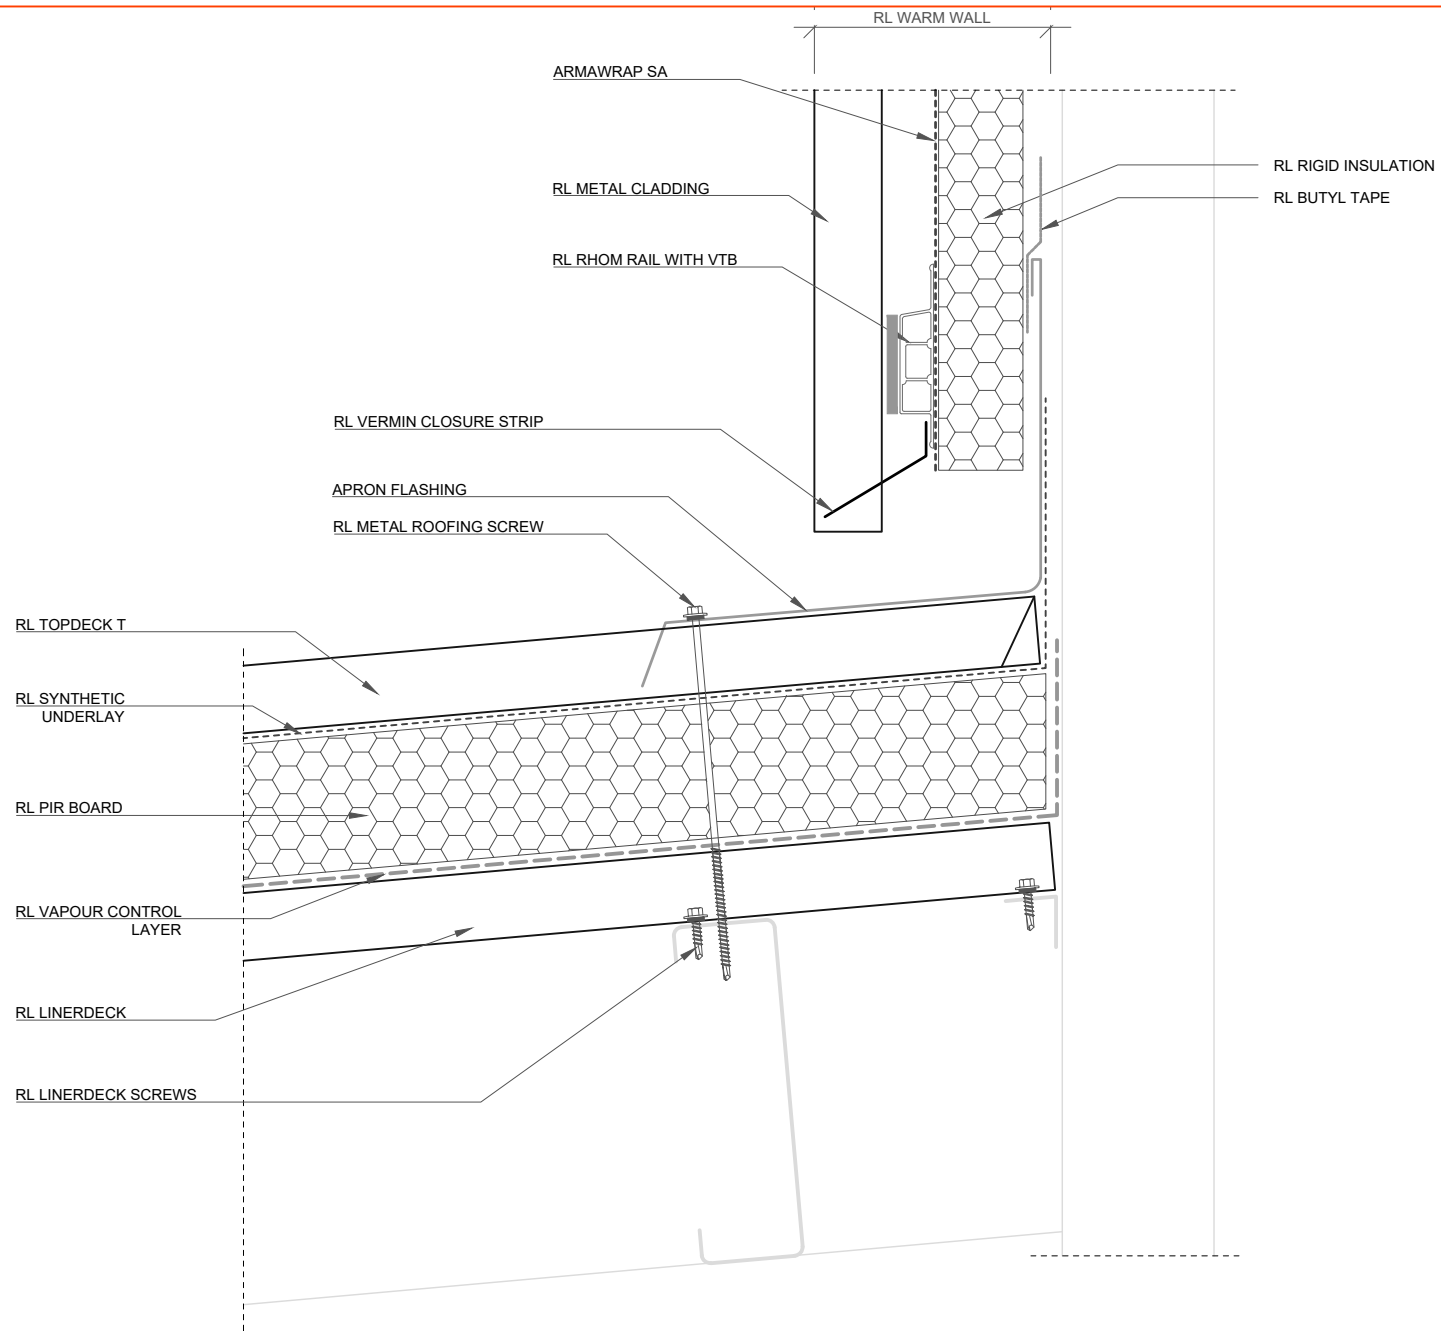 RL WARM WALL
ARMAWRAP SA
RL RIGID INSULATION
RL METAL CLADDING
RL BUTYL TAPE
RL RHOM RAIL WITH VTB
RL VERMIN CLOSURE STRIP
APRON FLASHING
RL METAL ROOFING SCREW
RL TOPDECK T
RL SYNTHETIC
UNDERLAY
RL PIR BOARD
RL VAPOUR CONTROL
LAYER
RL LINERDECK
RL LINERDECK SCREWS